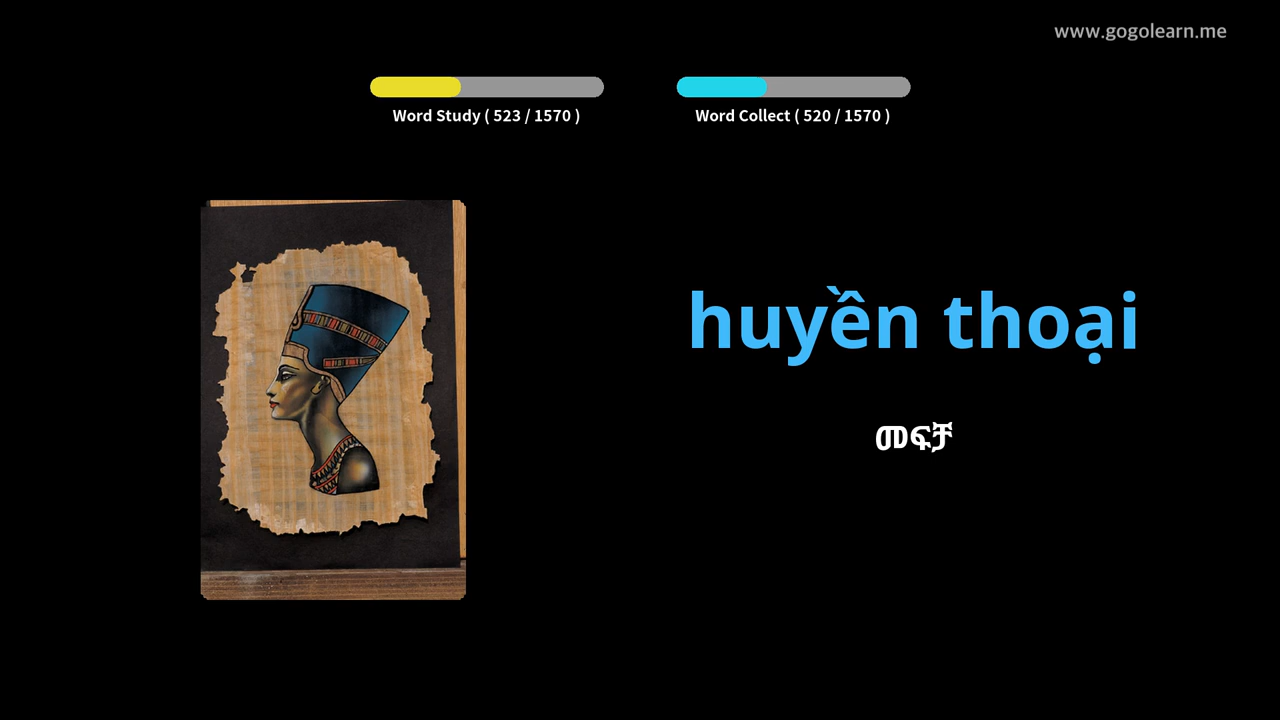 www.gogolearn.me
Word Study ( 523 / 1570 )
Word Collect ( 520 / 1570 )
huyền thoại
መፍቻ